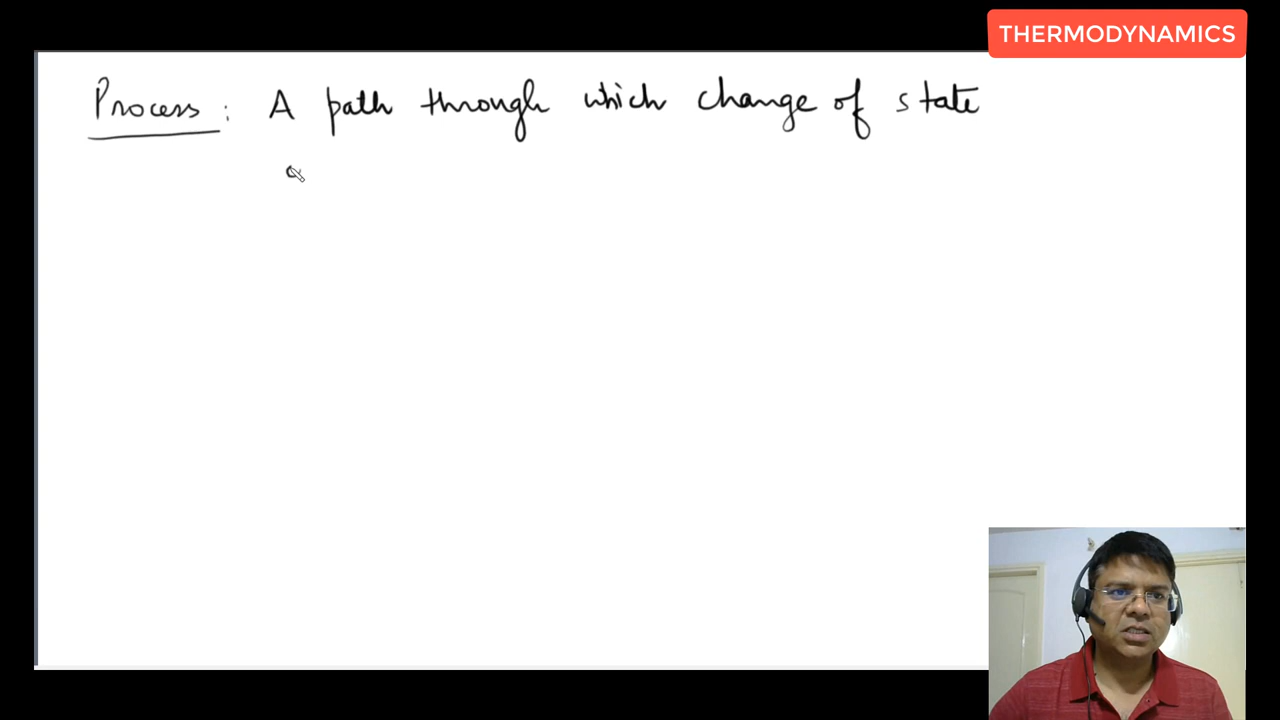 THERMODYNAMICS
Process : A path through which change of state